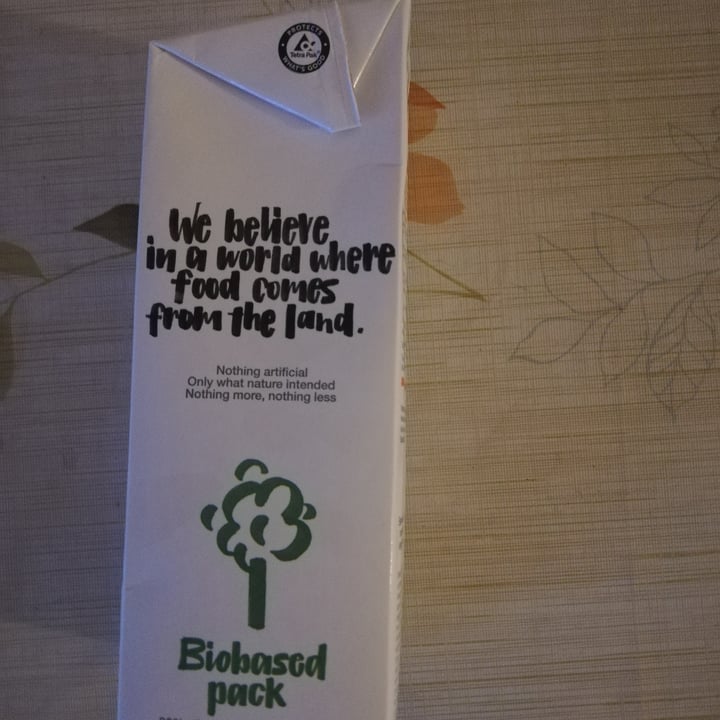 PROTECTS
Tetra Pak
WHAT'S GOOD
We believe
in a world where
food comes
from the land.
Nothing artificial
Only what nature intended
Nothing more, nothing less
Biobased
pack